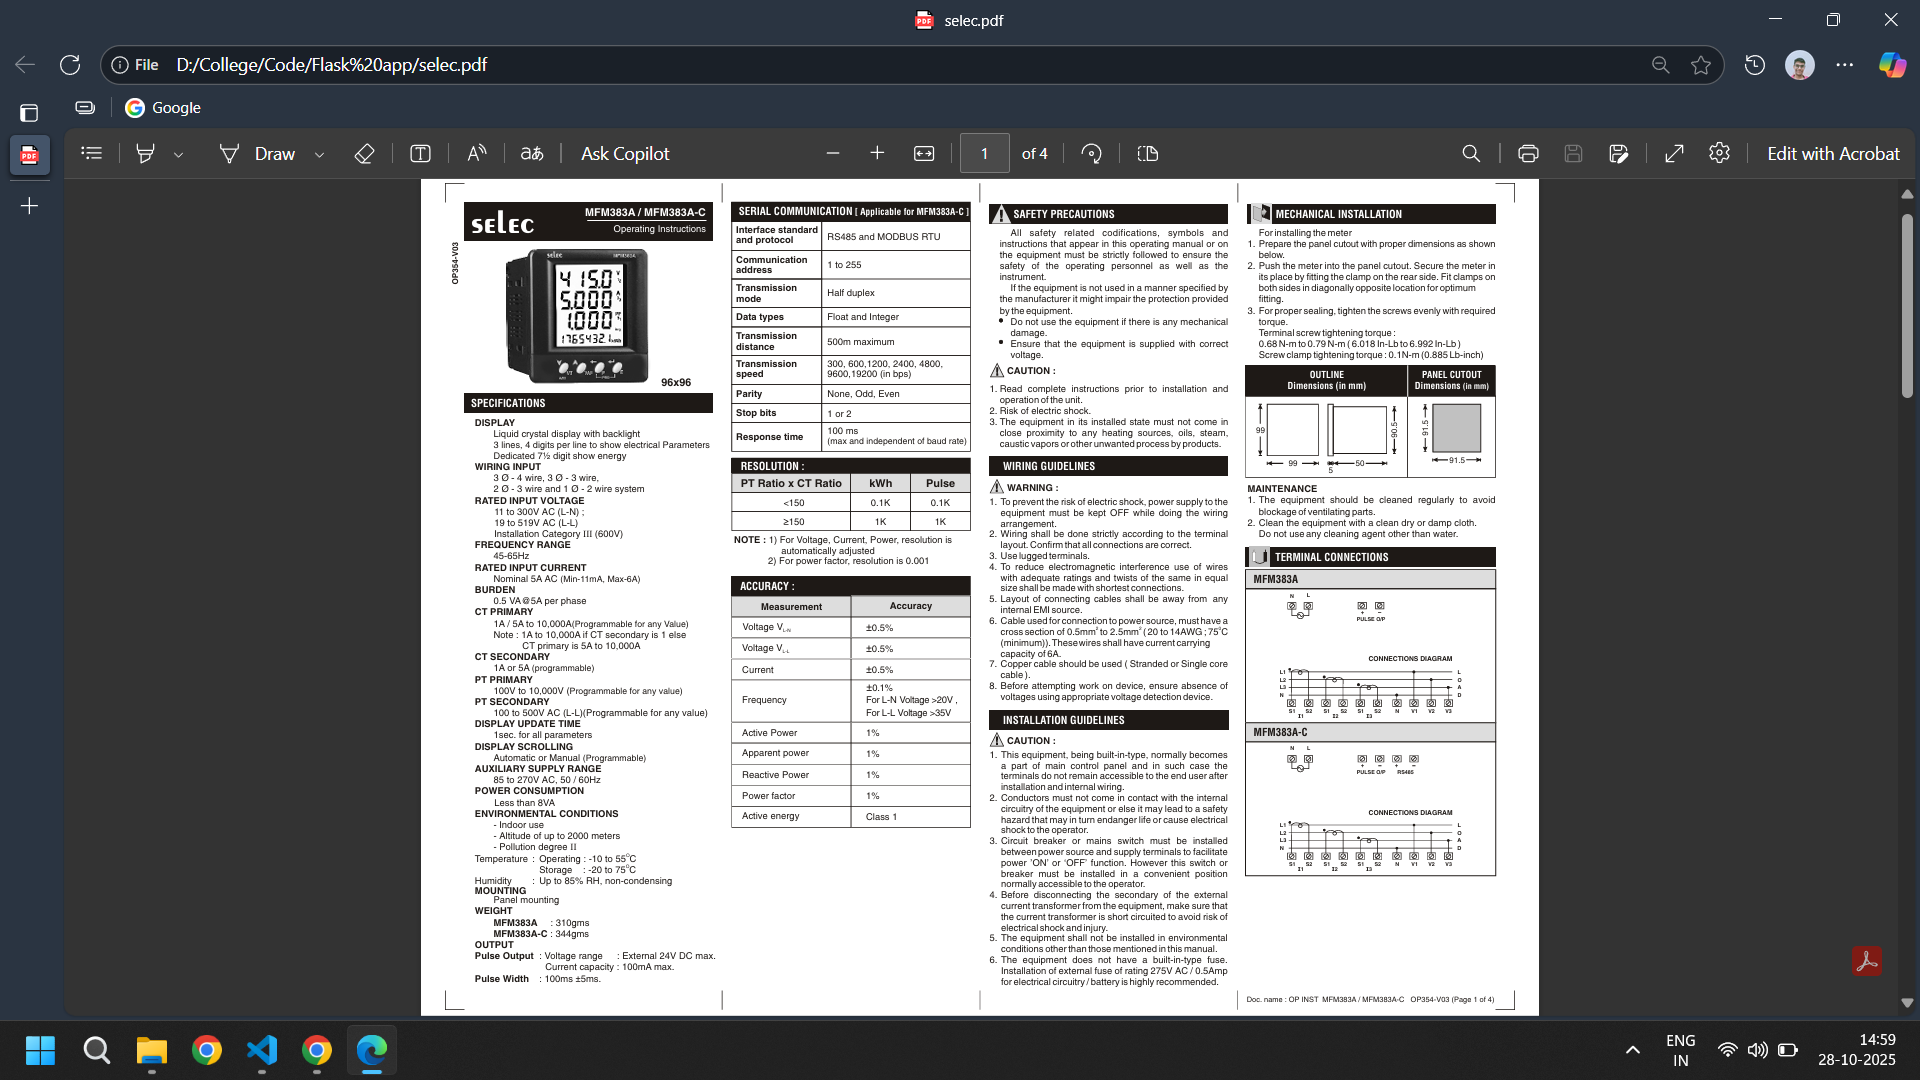 selec.pdf
File D:/College/Code/Flask%20app/selec.pdf
Google
Draw
Ask Copilot
1 of 4
Edit with Acrobat
OP354-V03
selec
MFM383A / MFM383A-C
Operating Instructions
selec MFM383A
415.0
5.000
1.000
1765432.1
96x96
SPECIFICATIONS
DISPLAY
Liquid crystal display with backlight
3 lines, 4 digits per line to show electrical Parameters
Dedicated 7½ digit show energy
WIRING INPUT
3 Ø - 4 wire, 3 Ø - 3 wire,
2 Ø - 3 wire and 1 Ø - 2 wire system
RATED INPUT VOLTAGE
11 to 300V AC (L-N) ;
19 to 519V AC (L-L)
Installation Category III (600V)
FREQUENCY RANGE
45-65Hz
RATED INPUT CURRENT
Nominal 5A AC (Min-11mA, Max-6A)
BURDEN
0.5 VA@5A per phase
CT PRIMARY
1A / 5A to 10,000A(Programmable for any Value)
Note : 1A to 10,000A if CT secondary is 1 else
CT primary is 5A to 10,000A
CT SECONDARY
1A or 5A (programmable)
PT PRIMARY
100V to 10,000V (Programmable for any value)
PT SECONDARY
100 to 500V AC (L-L)(Programmable for any value)
DISPLAY UPDATE TIME
1sec. for all parameters
DISPLAY SCROLLING
Automatic or Manual (Programmable)
AUXILIARY SUPPLY RANGE
85 to 270V AC, 50 / 60Hz
POWER CONSUMPTION
Less than 8VA
ENVIRONMENTAL CONDITIONS
- Indoor use
- Altitude of up to 2000 meters
- Pollution degree II
Temperature : Operating : -10 to 55°C
Storage : -20 to 75°C
Humidity : Up to 85% RH, non-condensing
MOUNTING
Panel mounting
WEIGHT
MFM383A : 310gms
MFM383A-C : 344gms
OUTPUT
Pulse Output : Voltage range : External 24V DC max.
Current capacity : 100mA max.
Pulse Width : 100ms ±5ms.
SERIAL COMMUNICATION [ Applicable for MFM383A-C ]
Interface standard and protocol RS485 and MODBUS RTU
Communication address 1 to 255
Transmission mode Half duplex
Data types Float and Integer
Transmission distance 500m maximum
Transmission speed 300, 600,1200, 2400, 4800, 9600,19200 (in bps)
Parity None, Odd, Even
Stop bits 1 or 2
Response time 100 ms (max and independent of baud rate)
RESOLUTION :
PT Ratio x CT Ratio kWh Pulse
<150 0.1K 0.1K
≥150 1K 1K
NOTE : 1) For Voltage, Current, Power, resolution is
automatically adjusted
2) For power factor, resolution is 0.001
ACCURACY :
Measurement Accuracy
Voltage VL-N ±0.5%
Voltage VL-L ±0.5%
Current ±0.5%
Frequency ±0.1% For L-N Voltage >20V , For L-L Voltage >35V
Active Power 1%
Apparent power 1%
Reactive Power 1%
Power factor 1%
Active energy Class 1
SAFETY PRECAUTIONS
All safety related codifications, symbols and
instructions that appear in this operating manual or on
the equipment must be strictly followed to ensure the
safety of the operating personnel as well as the
instrument.
If the equipment is not used in a manner specified by
the manufacturer it might impair the protection provided
by the equipment.
• Do not use the equipment if there is any mechanical
damage.
• Ensure that the equipment is supplied with correct
voltage.
CAUTION :
1. Read complete instructions prior to installation and
operation of the unit.
2. Risk of electric shock.
3. The equipment in its installed state must not come in
close proximity to any heating sources, oils, steam,
caustic vapors or other unwanted process by products.
WIRING GUIDELINES
WARNING :
1. To prevent the risk of electric shock, power supply to the
equipment must be kept OFF while doing the wiring
arrangement.
2. Wiring shall be done strictly according to the terminal
layout. Confirm that all connections are correct.
3. Use lugged terminals.
4. To reduce electromagnetic interference use of wires
with adequate ratings and twists of the same in equal
size shall be made with shortest connections.
5. Layout of connecting cables shall be away from any
internal EMI source.
6. Cable used for connection to power source, must have a
cross section of 0.5mm² to 2.5mm² ( 20 to 14AWG ; 75°C
(minimum)). These wires shall have current carrying
capacity of 6A.
7. Copper cable should be used ( Stranded or Single core
cable ).
8. Before attempting work on device, ensure absence of
voltages using appropriate voltage detection device.
INSTALLATION GUIDELINES
CAUTION :
1. This equipment, being built-in-type, normally becomes
a part of main control panel and in such case the
terminals do not remain accessible to the end user after
installation and internal wiring.
2. Conductors must not come in contact with the internal
circuitry of the equipment or else it may lead to a safety
hazard that may in turn endanger life or cause electrical
shock to the operator.
3. Circuit breaker or mains switch must be installed
between power source and supply terminals to facilitate
power 'ON' or 'OFF' function. However this switch or
breaker must be installed in a convenient position
normally accessible to the operator.
4. Before disconnecting the secondary of the external
current transformer from the equipment, make sure that
the current transformer is short circuited to avoid risk of
electrical shock and injury.
5. The equipment shall not be installed in environmental
conditions other than those mentioned in this manual.
6. The equipment does not have a built-in-type fuse.
Installation of external fuse of rating 275V AC / 0.5Amp
for electrical circuitry / battery is highly recommended.
MECHANICAL INSTALLATION
For installing the meter
1. Prepare the panel cutout with proper dimensions as shown
below.
2. Push the meter into the panel cutout. Secure the meter in
its place by fitting the clamp on the rear side. Fit clamps on
both sides in diagonally opposite location for optimum
fitting.
3. For proper sealing, tighten the screws evenly with required
torque.
Terminal screw tightening torque :
0.68 N-m to 0.79 N-m ( 6.018 In-Lb to 6.992 In-Lb )
Screw clamp tightening torque : 0.1N-m (0.885 Lb-inch)
OUTLINE Dimensions (in mm)
PANEL CUTOUT Dimensions (in mm)
99 90.5 91.5
99 5 50 91.5
MAINTENANCE
1. The equipment should be cleaned regularly to avoid
blockage of ventilating parts.
2. Clean the equipment with a clean dry or damp cloth.
Do not use any cleaning agent other than water.
TERMINAL CONNECTIONS
MFM383A
N L
+ −
PULSE O/P
CONNECTIONS DIAGRAM
L1 L
L2 O
L3 A
N D
S1 S2 S1 S2 S1 S2 N V1 V2 V3
I1 I2 I3
MFM383A-C
N L
+ − + −
PULSE O/P RS485
CONNECTIONS DIAGRAM
L1 L
L2 O
L3 A
N D
S1 S2 S1 S2 S1 S2 N V1 V2 V3
I1 I2 I3
Doc. name : OP INST MFM383A / MFM383A-C OP354-V03 (Page 1 of 4)
ENG
IN
14:59
28-10-2025